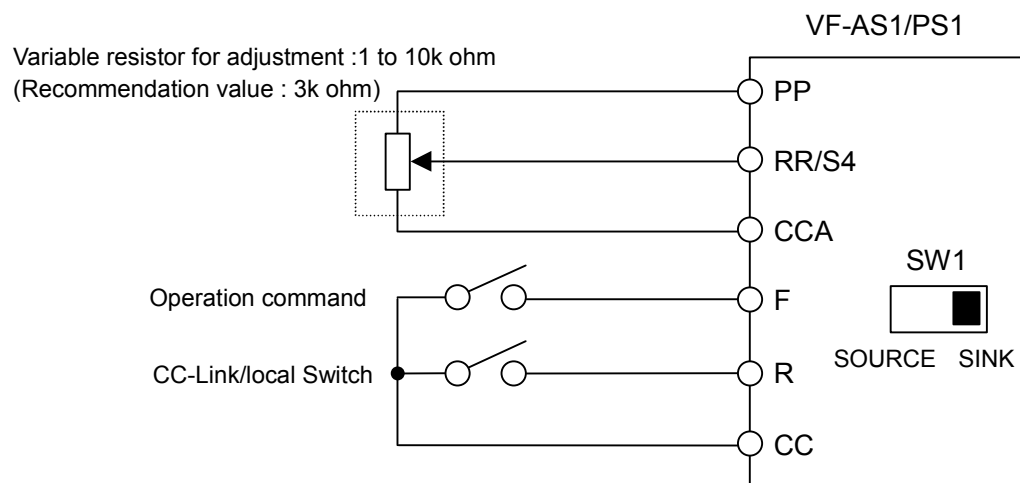 VF-AS1/PS1
Variable resistor for adjustment :1 to 10k ohm
(Recommendation value : 3k ohm)
PP
RR/S4
CCA
SW1
Operation command
F
SOURCE SINK
CC-Link/local Switch
R
CC